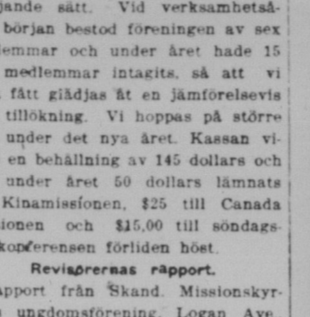 jande sätt. Vid verksamhetså-
början bestod föreningen av sex
lemmar och under året hade 15
medlemmar intagits, så att vi
fått glädjas åt en jämförelsevis
tillökning. Vi hoppas på större
under det nya året. Kassan vi-
en behållning av 145 dollars och
under året 50 dollars lämnats
Kinamissionen, $25 till Canada
ionen och $15,00 till söndags-
konferensen förliden höst.
Revisorernas rapport.
apport från Skand. Missionskyr-
ungdomsförening, Logan Ave.